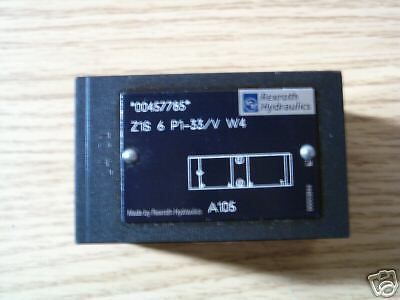 "00457785"
Rexroth
Hydraulics
Z1S 6 P1-33/V W4
A105
Made by Rexroth Hydraulics